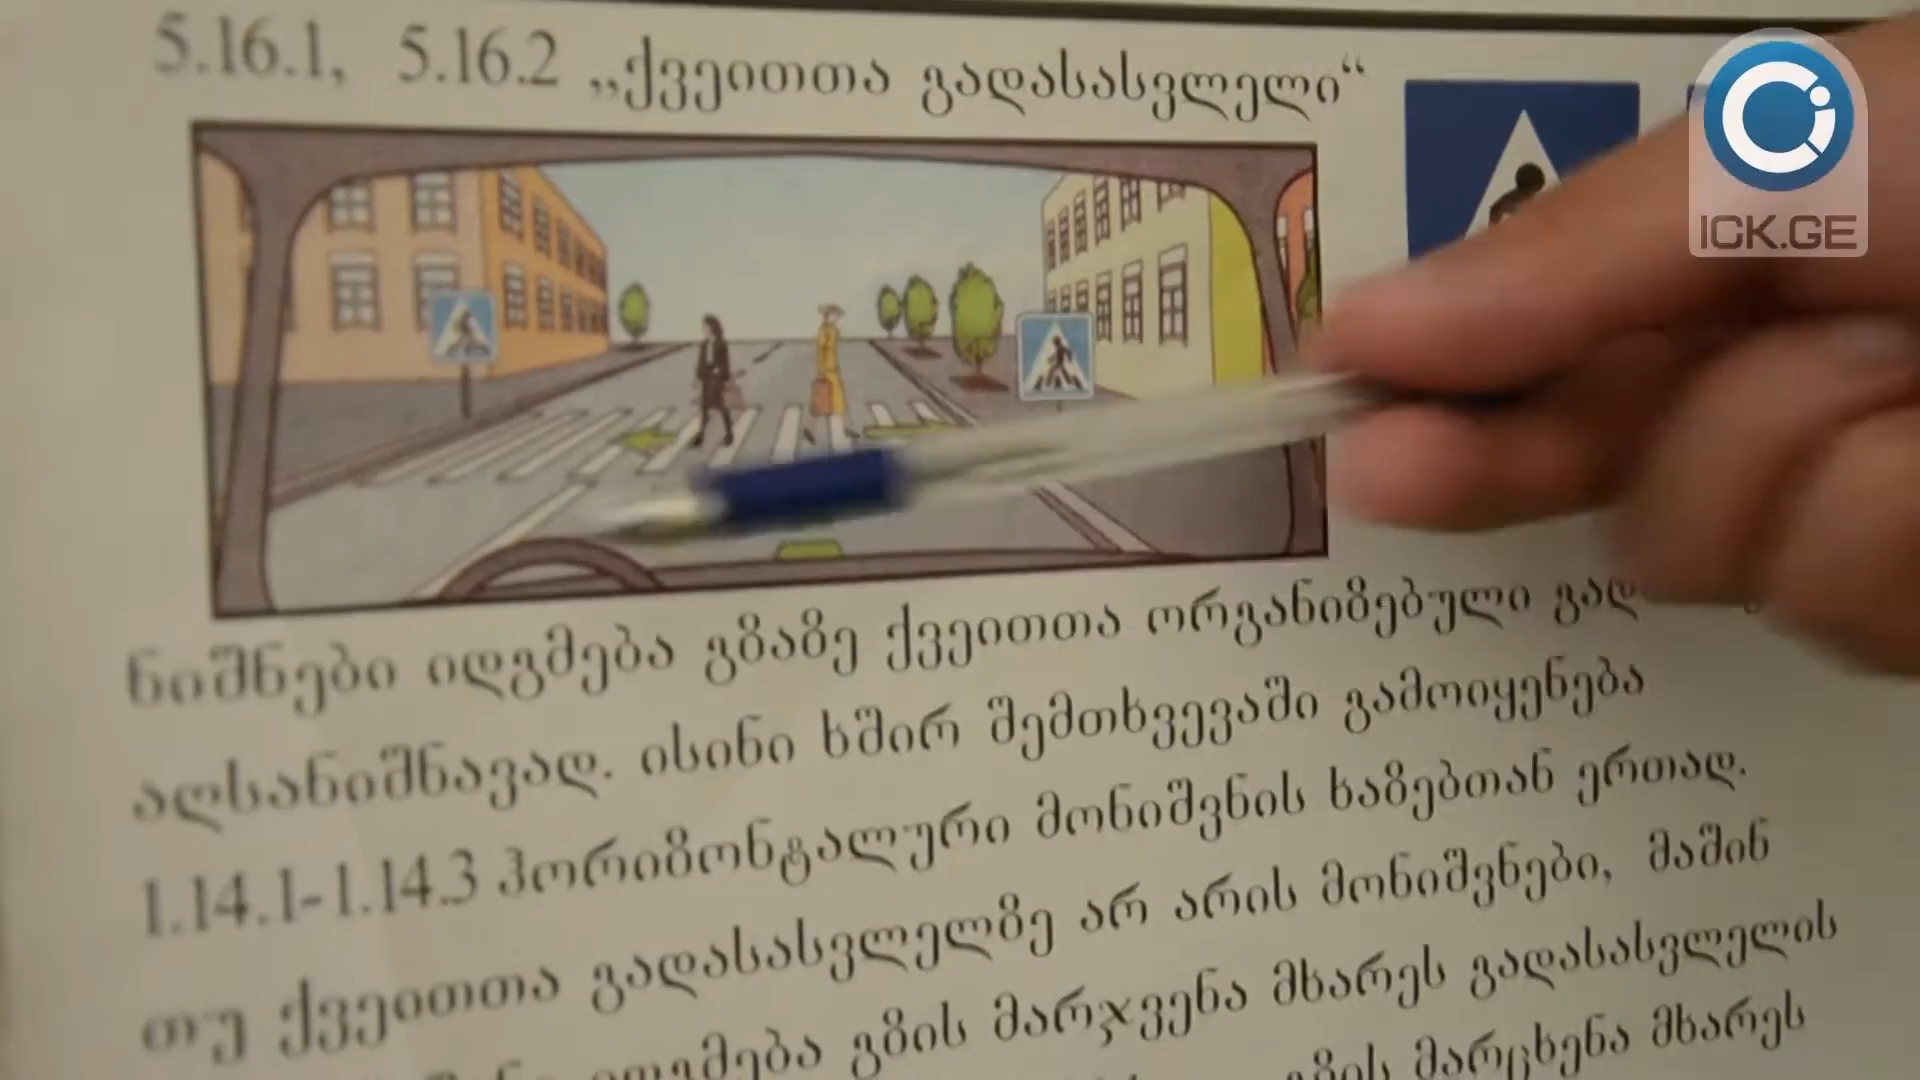 5.16.1, 5.16.2 „ქვეითთა გადასასვლელი“
ICK.GE
ნიშნები იდგმება გზაზე ქვეითთა ორგანიზებული
აღსანიშნავად. ისინი ხშირ შემთხვევაში გამოიყენება
1.14.1-1.14.3 ჰორიზონტალური მონიშვნის ხაზებთან ერთად.
თუ ქვეითთა გადასასვლელზე არ არის მონიშვნები, მაშინ
გზის მარჯვენა მხარეს გადასასვლელის
გზის მარცხენა მხარეს